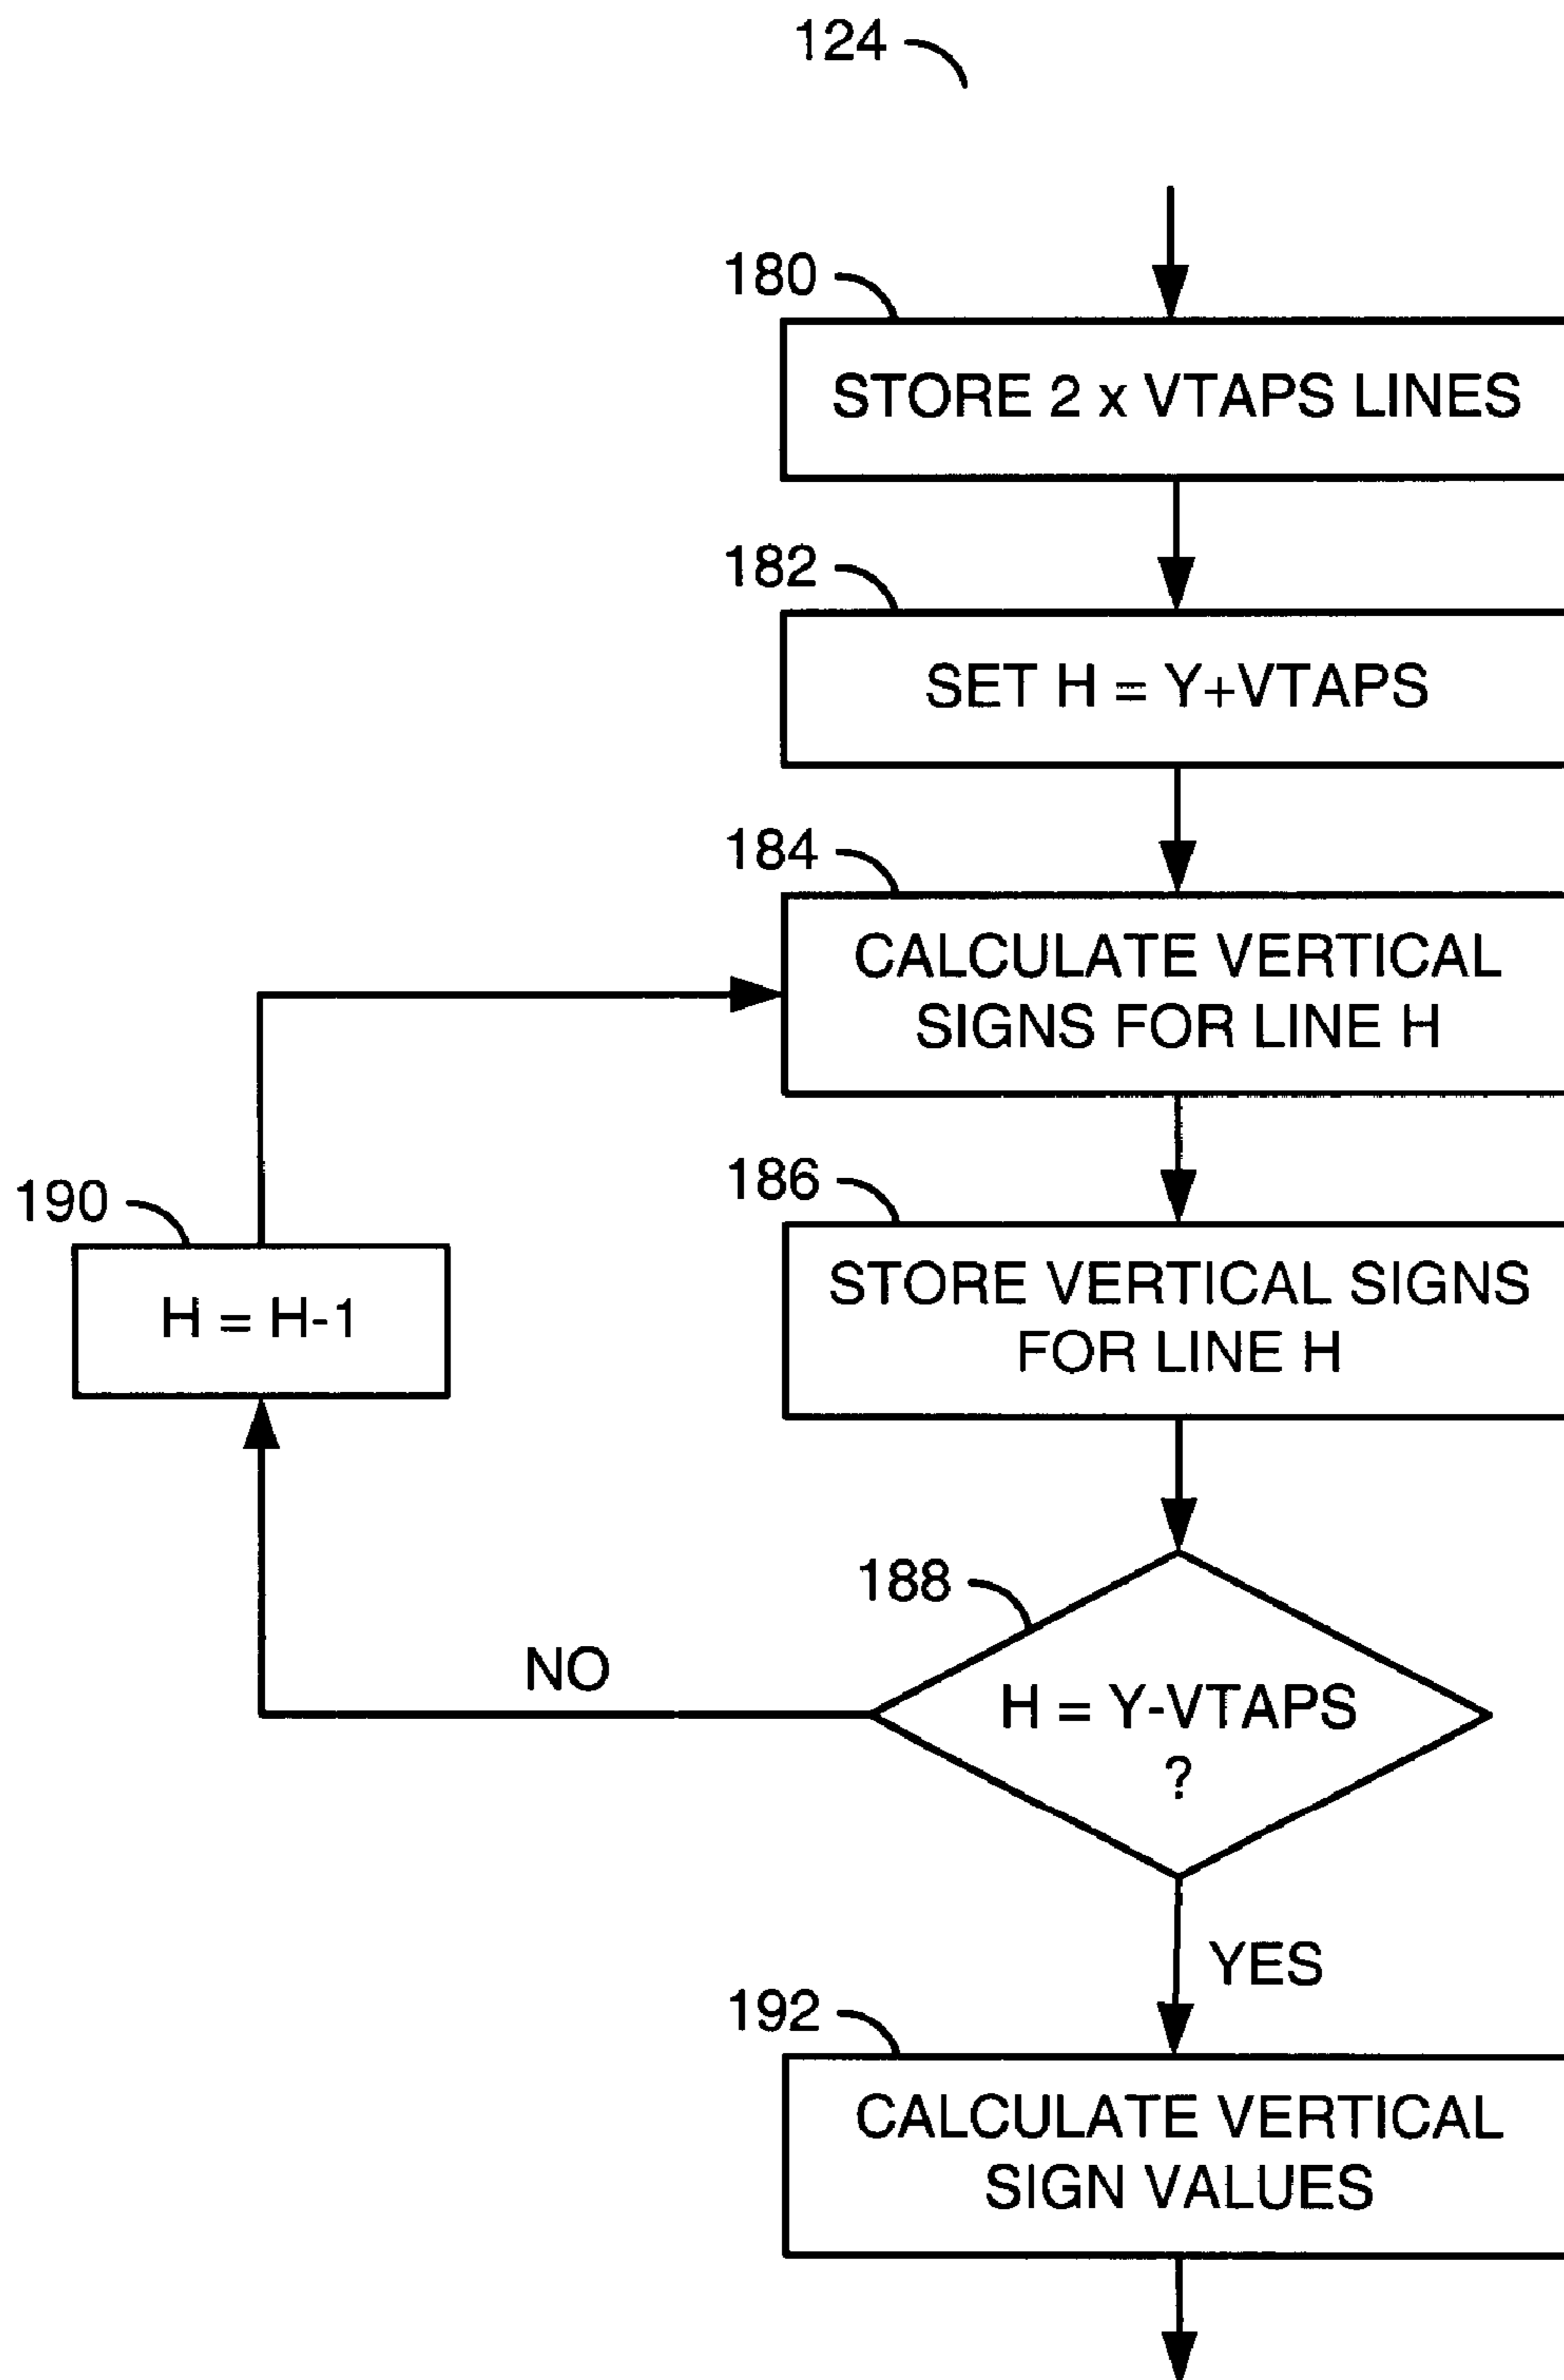 124
180
STORE 2 x VTAPS LINES
182
SET H = Y+VTAPS
184
CALCULATE VERTICAL
SIGNS FOR LINE H
186
STORE VERTICAL SIGNS
FOR LINE H
190
H = H-1
188
H = Y-VTAPS
?
NO
YES
192
CALCULATE VERTICAL
SIGN VALUES